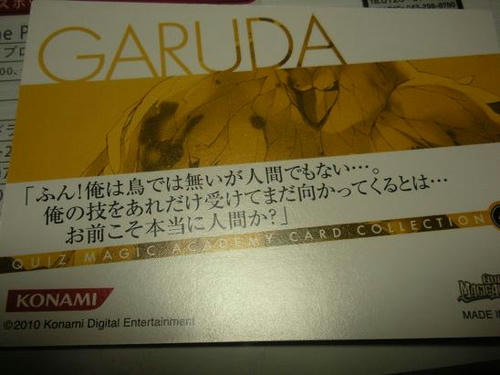 GARUDA
「ふん!俺は鳥では無いが人間でもない…。
俺の技をあれだけ受けてまだ向かってくるとは…
お前こそ本当に人間か?」
QUIZ MAGIC ACADEMY CARD COLLECTION
KONAMI
©2010 Konami Digital Entertainment
MADE I